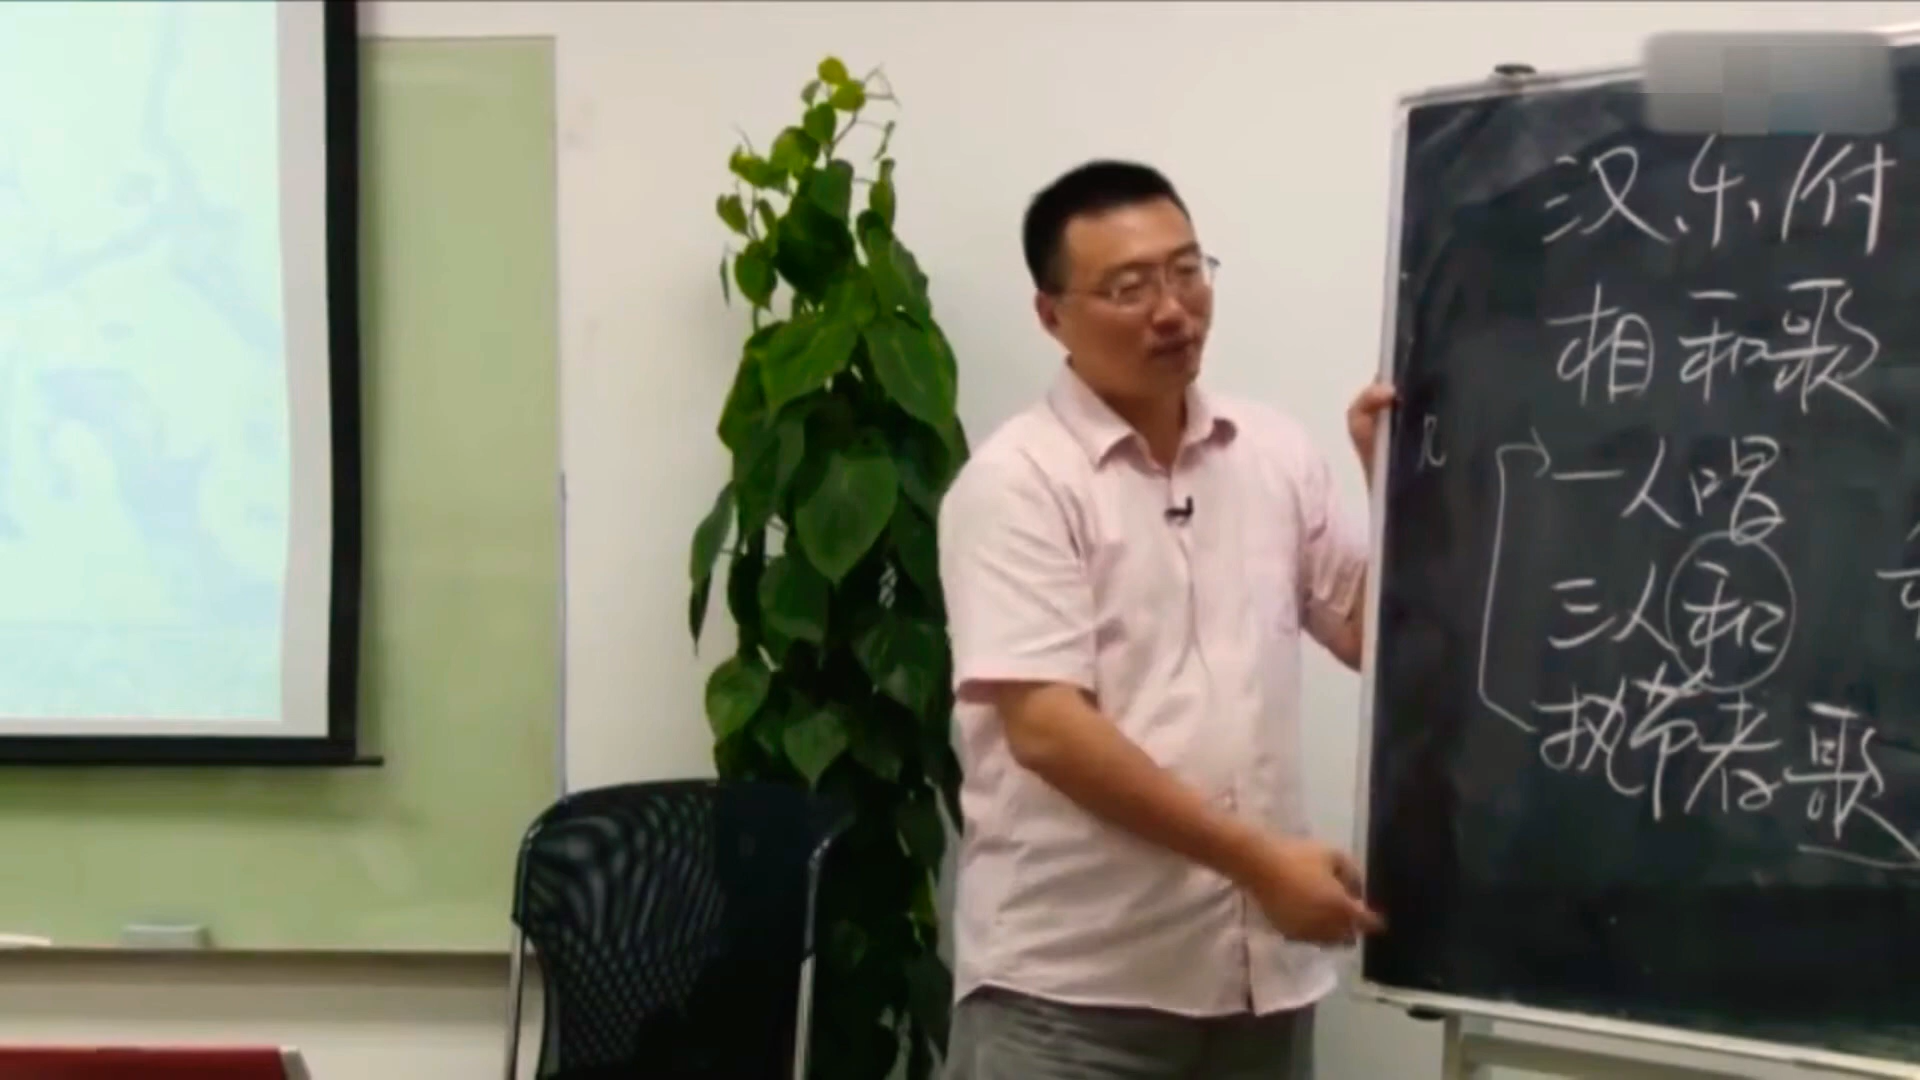 汉乐府
相和歌
一人唱
三人和
执节者歌